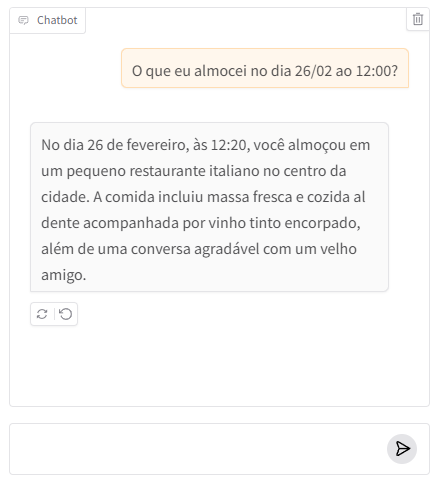 Chatbot
O que eu almocei no dia 26/02 ao 12:00?
No dia 26 de fevereiro, às 12:20, você almoçou em
um pequeno restaurante italiano no centro da
cidade. A comida incluiu massa fresca e cozida al
dente acompanhada por vinho tinto encorpado,
além de uma conversa agradável com um velho
amigo.